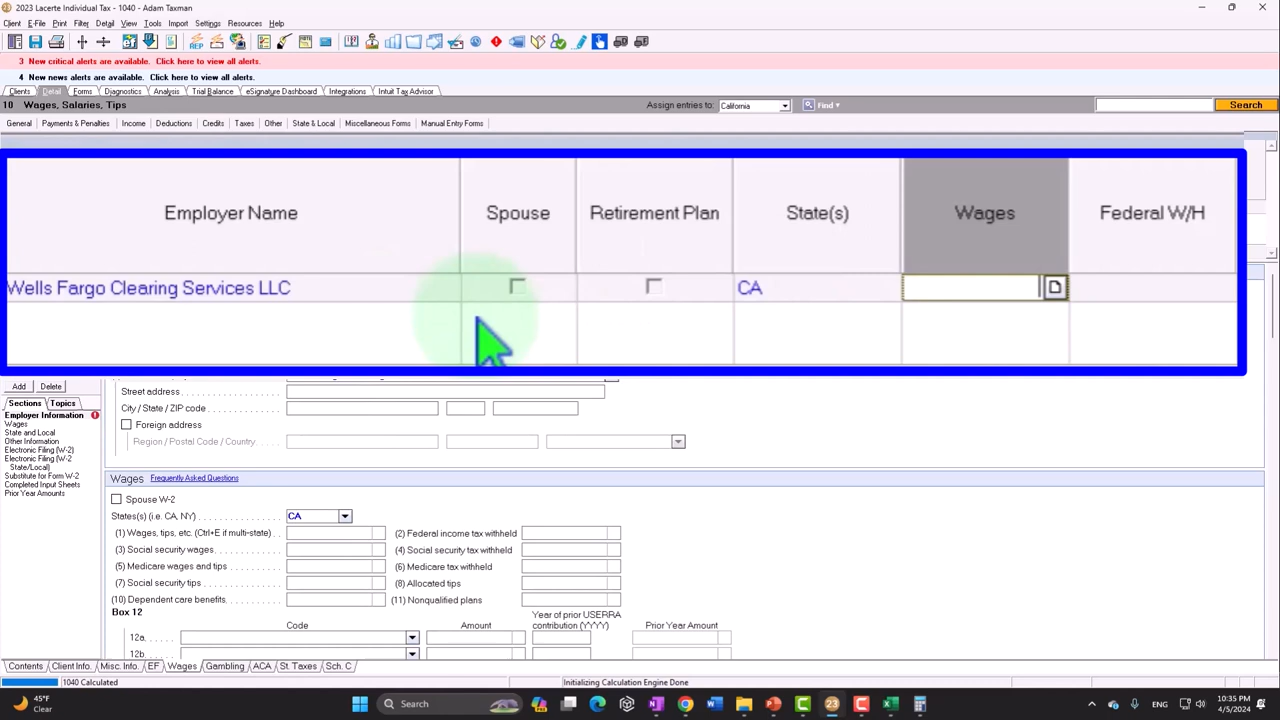 2023 Lacerte Individual Tax - 1040 - Adam Taxman
Client E-File Print Filter Detail View Tools Import Settings Resources Help
3 New critical alerts are available. Click here to view all alerts.
4 New news alerts are available. Click here to view all alerts.
Clients Detail Forms Diagnostics Analysis Trial Balance eSignature Dashboard Integrations Intuit Tax Advisor
10 Wages, Salaries, Tips Assign entries to: California Find Search
General Payments & Penalties Income Deductions Credits Taxes Other State & Local Miscellaneous Forms Manual Entry Forms
Employer Name Spouse Retirement Plan State(s) Wages Federal W/H
Wells Fargo Clearing Services LLC CA
Add Delete
Sections Topics
Employer Information
Wages
State and Local
Other Information
Electronic Filing (W-2)
Electronic Filing (W-2
State/Local)
Substitute for Form W-2
Completed Input Sheets
Prior Year Amounts
Street address
City / State / ZIP code
Foreign address
Region / Postal Code / Country
Wages Frequently Asked Questions
Spouse W-2
States(s) (i.e. CA, NY) CA
(1) Wages, tips, etc. (Ctrl+E if multi-state) (2) Federal income tax withheld
(3) Social security wages (4) Social security tax withheld
(5) Medicare wages and tips (6) Medicare tax withheld
(7) Social security tips (8) Allocated tips
(10) Dependent care benefits (11) Nonqualified plans
Box 12
Year of prior USERRA
Code Amount contribution (YYYY) Prior Year Amount
12a
12b
Contents Client Info. Misc. Info. EF Wages Gambling ACA St. Taxes Sch. C
1040 Calculated Initializing Calculation Engine Done
45°F
Clear
Search
23
ENG
10:35 PM
4/5/2024